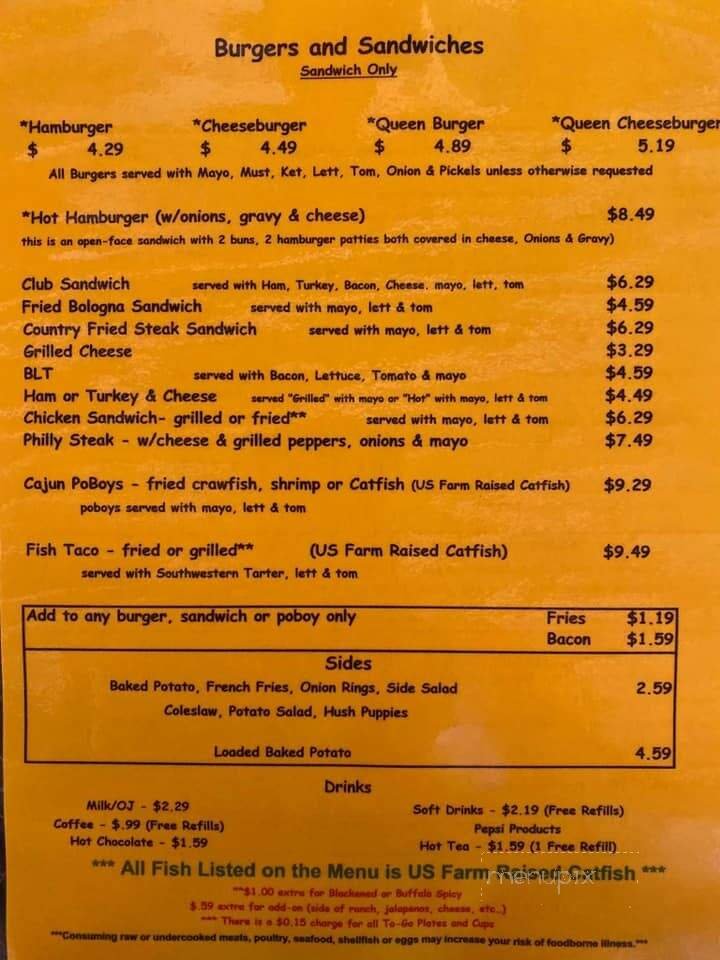 Burgers and Sandwiches
Sandwich Only
*Hamburger *Cheeseburger *Queen Burger *Queen Cheeseburger
$ 4.29 $ 4.49 $ 4.89 $ 5.19
All Burgers served with Mayo, Must, Ket, Lett, Tom, Onion & Pickels unless otherwise requested
*Hot Hamburger (w/onions, gravy & cheese) $8.49
this is an open-face sandwich with 2 buns, 2 hamburger patties both covered in cheese, Onions & Gravy)
Club Sandwich served with Ham, Turkey, Bacon, Cheese. mayo, lett, tom $6.29
Fried Bologna Sandwich served with mayo, lett & tom $4.59
Country Fried Steak Sandwich served with mayo, lett & tom $6.29
Grilled Cheese $3.29
BLT served with Bacon, Lettuce, Tomato & mayo $4.59
Ham or Turkey & Cheese served "Grilled" with mayo or "Hot" with mayo, lett & tom $4.49
Chicken Sandwich- grilled or fried** served with mayo, lett & tom $6.29
Philly Steak - w/cheese & grilled peppers, onions & mayo $7.49
Cajun PoBoys - fried crawfish, shrimp or Catfish (US Farm Raised Catfish) $9.29
poboys served with mayo, lett & tom
Fish Taco - fried or grilled** (US Farm Raised Catfish) $9.49
served with Southwestern Tarter, lett & tom
Add to any burger, sandwich or poboy only Fries $1.19
Bacon $1.59
Sides
Baked Potato, French Fries, Onion Rings, Side Salad 2.59
Coleslaw, Potato Salad, Hush Puppies
Loaded Baked Potato 4.59
Drinks
Milk/OJ - $2.29 Soft Drinks - $2.19 (Free Refills)
Coffee - $.99 (Free Refills) Pepsi Products
Hot Chocolate - $1.59 Hot Tea - $1.59 (1 Free Refill)
*** All Fish Listed on the Menu is US Farm Raised Catfish ***
menupix
**$1.00 extra for Blackened or Buffalo Spicy
$.59 extra for add-on (side of ranch, jalapenos, cheese, etc..)
*** There is a $0.15 charge for all To-Go Plates and Cups
***Consuming raw or undercooked meats, poultry, seafood, shellfish or eggs may increase your risk of foodborne illness.***